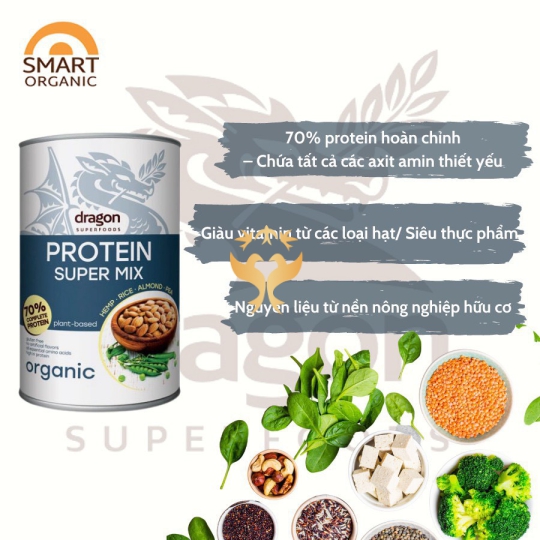 SMART
ORGANIC
dragon
SUPERFOODS
PROTEIN
SUPER MIX
HEMP · RICE · ALMOND · PEA
70%
COMPLETE
PROTEIN
plant-based
organic
70% protein hoàn chỉnh
– Chứa tất cả các axit amin thiết yếu
Giàu vitamin từ các loại hạt/ Siêu thực phẩm
Nguyên liệu từ nền nông nghiệp hữu cơ
dragon
SUPERFOODS